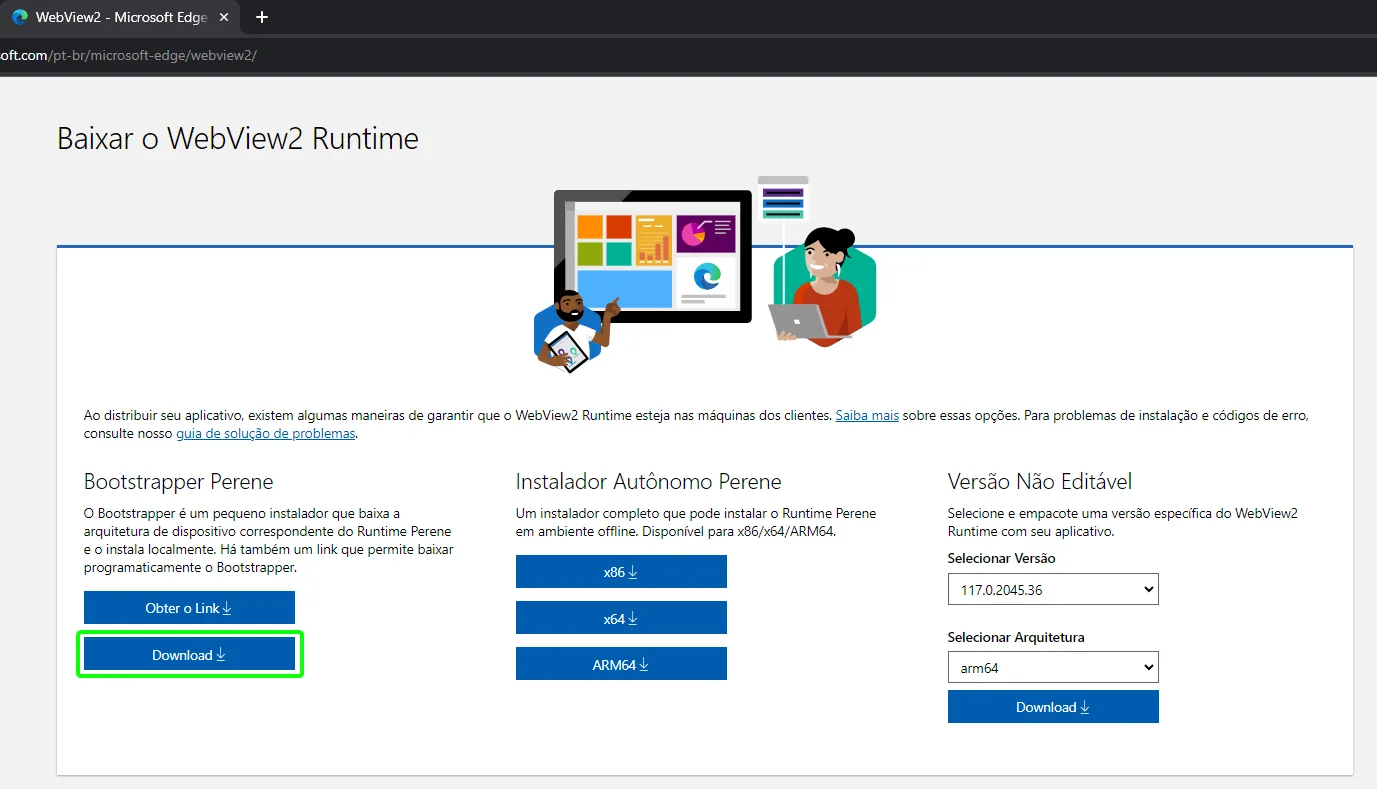 WebView2 - Microsoft Edge
soft.com/pt-br/microsoft-edge/webview2/
Baixar o WebView2 Runtime
Ao distribuir seu aplicativo, existem algumas maneiras de garantir que o WebView2 Runtime esteja nas máquinas dos clientes. Saiba mais sobre essas opções. Para problemas de instalação e códigos de erro,
consulte nosso guia de solução de problemas.
Bootstrapper Perene
O Bootstrapper é um pequeno instalador que baixa a
arquitetura de dispositivo correspondente do Runtime Perene
e o instala localmente. Há também um link que permite baixar
programaticamente o Bootstrapper.
Obter o Link
Download
Instalador Autônomo Perene
Um instalador completo que pode instalar o Runtime Perene
em ambiente offline. Disponível para x86/x64/ARM64.
x86
x64
ARM64
Versão Não Editável
Selecione e empacote uma versão específica do WebView2
Runtime com seu aplicativo.
Selecionar Versão
117.0.2045.36
Selecionar Arquitetura
arm64
Download